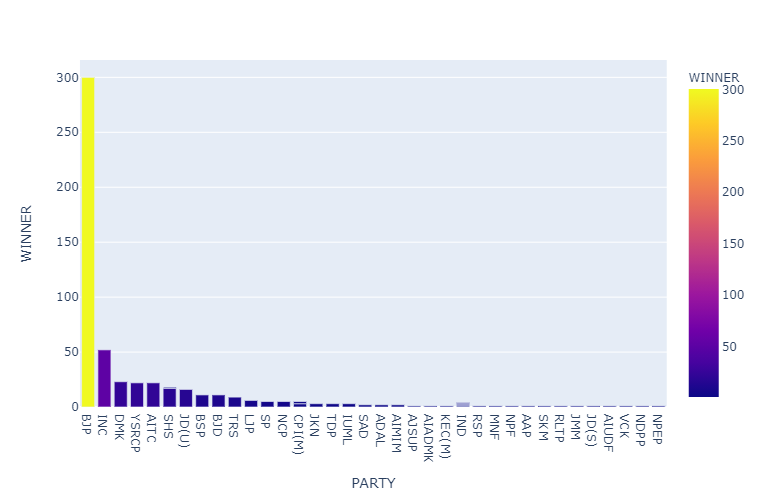 WINNER
300
250
200
150
100
50
0
WINNER
300
250
200
150
100
50
BJP
INC
DMK
YSRCP
AITC
SHS
JD(U)
BSP
BJD
TRS
LJP
SP
NCP
CPI(M)
JKN
TDP
IUML
SAD
ADAL
AIMIM
AJSUP
AIADMK
KEC(M)
IND
RSP
MNF
NPF
AAP
SKM
RLTP
JMM
JD(S)
AIUDF
VCK
NDPP
NPEP
PARTY